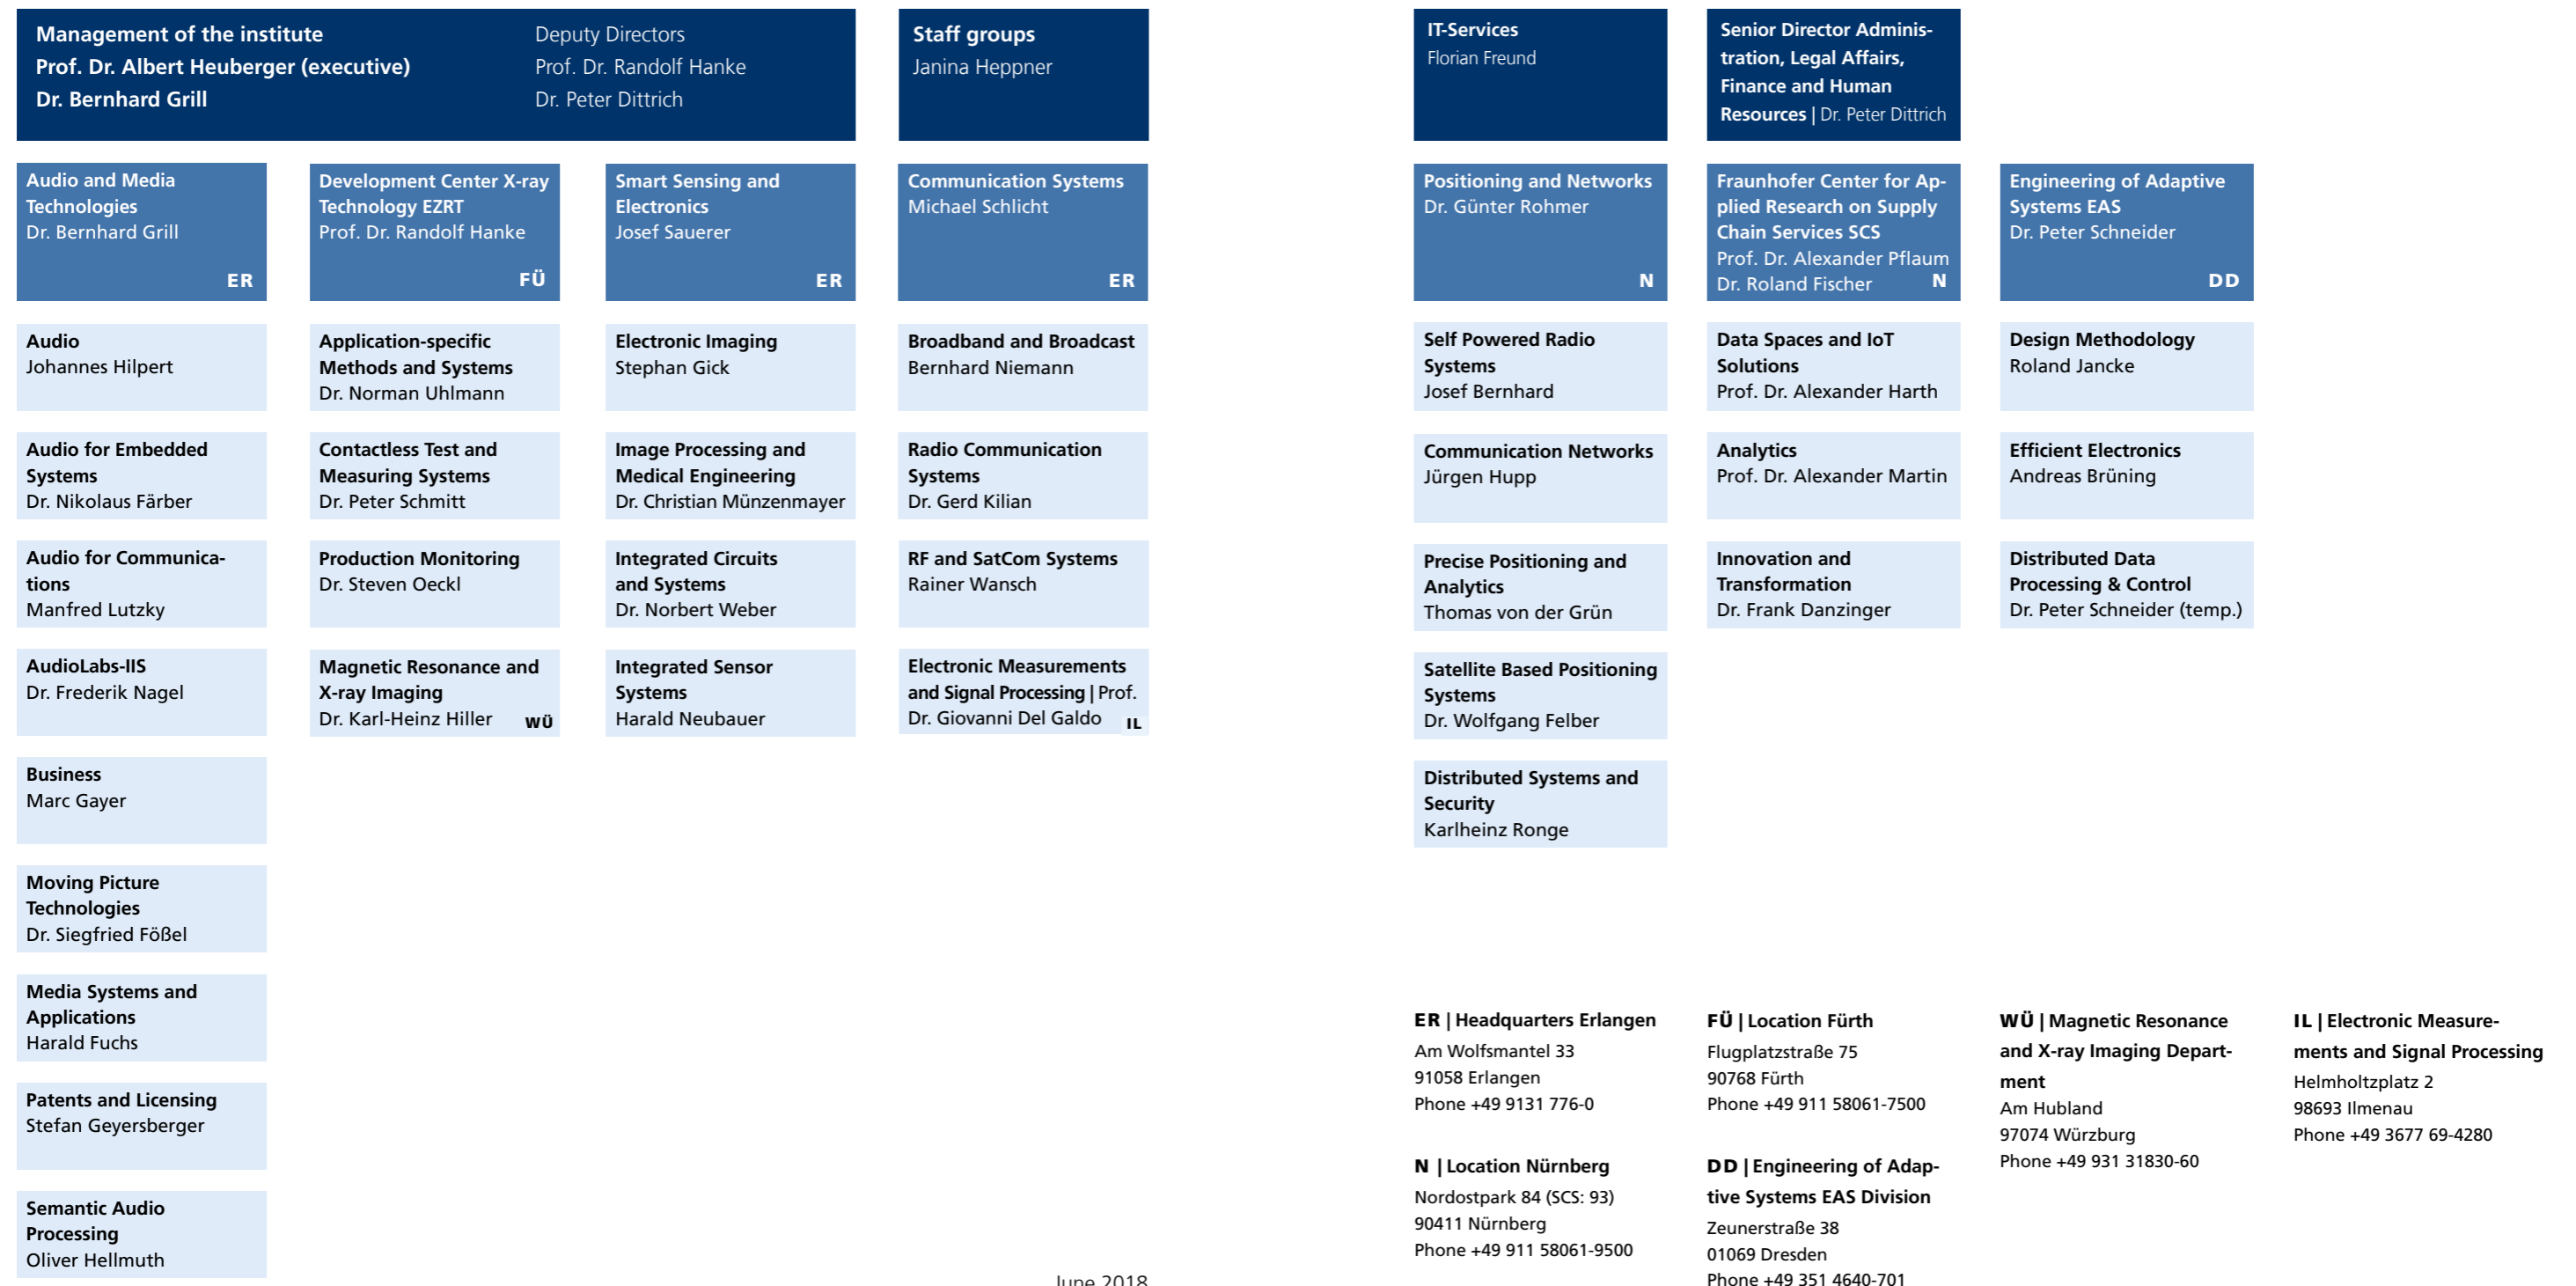 Management of the institute
Prof. Dr. Albert Heuberger (executive)
Dr. Bernhard Grill
Deputy Directors
Prof. Dr. Randolf Hanke
Dr. Peter Dittrich
Staff groups
Janina Heppner
IT-Services
Florian Freund
Senior Director Adminis-
tration, Legal Affairs,
Finance and Human
Resources | Dr. Peter Dittrich
Audio and Media
Technologies
Dr. Bernhard Grill
ER
Development Center X-ray
Technology EZRT
Prof. Dr. Randolf Hanke
FÜ
Smart Sensing and
Electronics
Josef Sauerer
ER
Communication Systems
Michael Schlicht
ER
Positioning and Networks
Dr. Günter Rohmer
N
Fraunhofer Center for Ap-
plied Research on Supply
Chain Services SCS
Prof. Dr. Alexander Pflaum
Dr. Roland Fischer N
Engineering of Adaptive
Systems EAS
Dr. Peter Schneider
DD
Audio
Johannes Hilpert
Audio for Embedded
Systems
Dr. Nikolaus Färber
Audio for Communica-
tions
Manfred Lutzky
AudioLabs-IIS
Dr. Frederik Nagel
Business
Marc Gayer
Moving Picture
Technologies
Dr. Siegfried Fößel
Media Systems and
Applications
Harald Fuchs
Patents and Licensing
Stefan Geyersberger
Semantic Audio
Processing
Oliver Hellmuth
Application-specific
Methods and Systems
Dr. Norman Uhlmann
Contactless Test and
Measuring Systems
Dr. Peter Schmitt
Production Monitoring
Dr. Steven Oeckl
Magnetic Resonance and
X-ray Imaging
Dr. Karl-Heinz Hiller WÜ
Electronic Imaging
Stephan Gick
Image Processing and
Medical Engineering
Dr. Christian Münzenmayer
Integrated Circuits
and Systems
Dr. Norbert Weber
Integrated Sensor
Systems
Harald Neubauer
Broadband and Broadcast
Bernhard Niemann
Radio Communication
Systems
Dr. Gerd Kilian
RF and SatCom Systems
Rainer Wansch
Electronic Measurements
and Signal Processing | Prof.
Dr. Giovanni Del Galdo IL
Self Powered Radio
Systems
Josef Bernhard
Communication Networks
Jürgen Hupp
Precise Positioning and
Analytics
Thomas von der Grün
Satellite Based Positioning
Systems
Dr. Wolfgang Felber
Distributed Systems and
Security
Karlheinz Ronge
Data Spaces and IoT
Solutions
Prof. Dr. Alexander Harth
Analytics
Prof. Dr. Alexander Martin
Innovation and
Transformation
Dr. Frank Danzinger
Design Methodology
Roland Jancke
Efficient Electronics
Andreas Brüning
Distributed Data
Processing & Control
Dr. Peter Schneider (temp.)
ER | Headquarters Erlangen
Am Wolfsmantel 33
91058 Erlangen
Phone +49 9131 776-0
FÜ | Location Fürth
Flugplatzstraße 75
90768 Fürth
Phone +49 911 58061-7500
WÜ | Magnetic Resonance
and X-ray Imaging Depart-
ment
Am Hubland
97074 Würzburg
Phone +49 931 31830-60
IL | Electronic Measure-
ments and Signal Processing
Helmholtzplatz 2
98693 Ilmenau
Phone +49 3677 69-4280
N | Location Nürnberg
Nordostpark 84 (SCS: 93)
90411 Nürnberg
Phone +49 911 58061-9500
DD | Engineering of Adap-
tive Systems EAS Division
Zeunerstraße 38
01069 Dresden
Phone +49 351 4640-701
June 2018